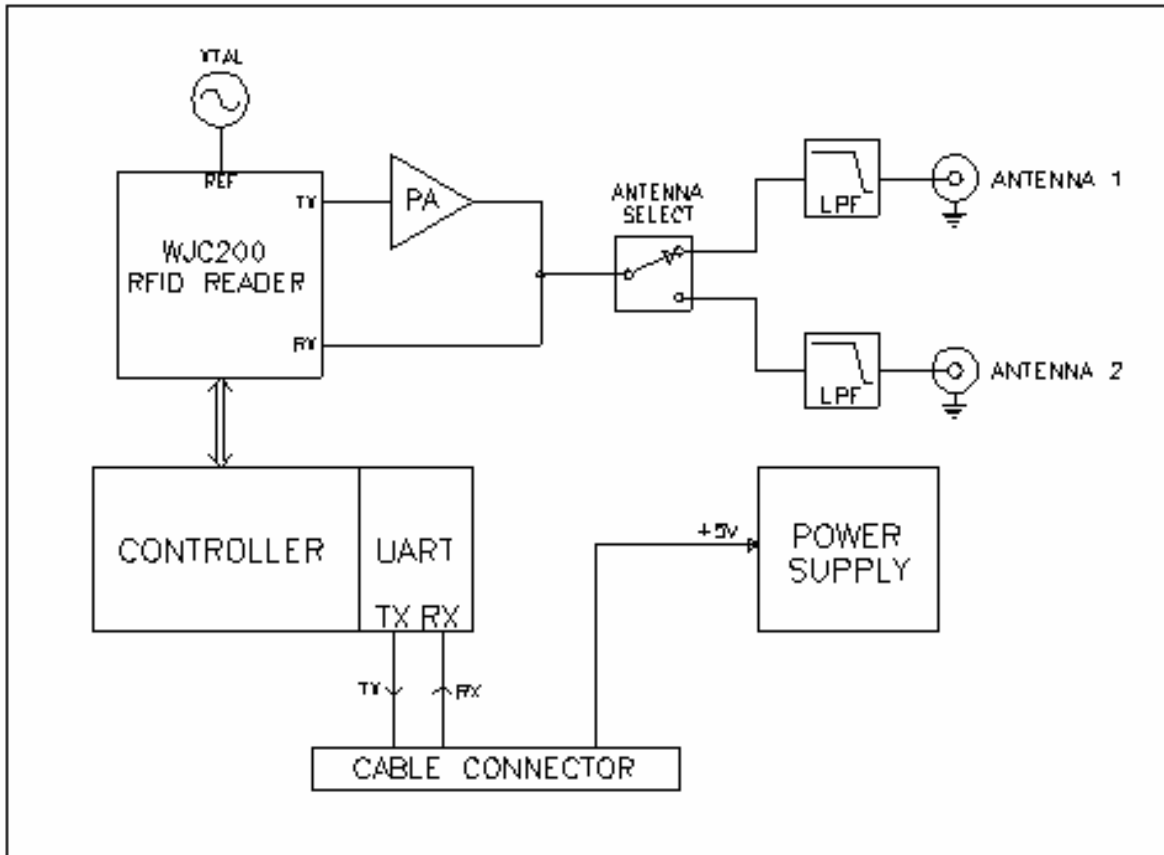 XTAL
REF
TX
PA
WJC200
RFID READER
RX
ANTENNA
SELECT
LPF
ANTENNA 1
LPF
ANTENNA 2
CONTROLLER
UART
TX RX
TX
RX
+5V
POWER
SUPPLY
CABLE CONNECTOR